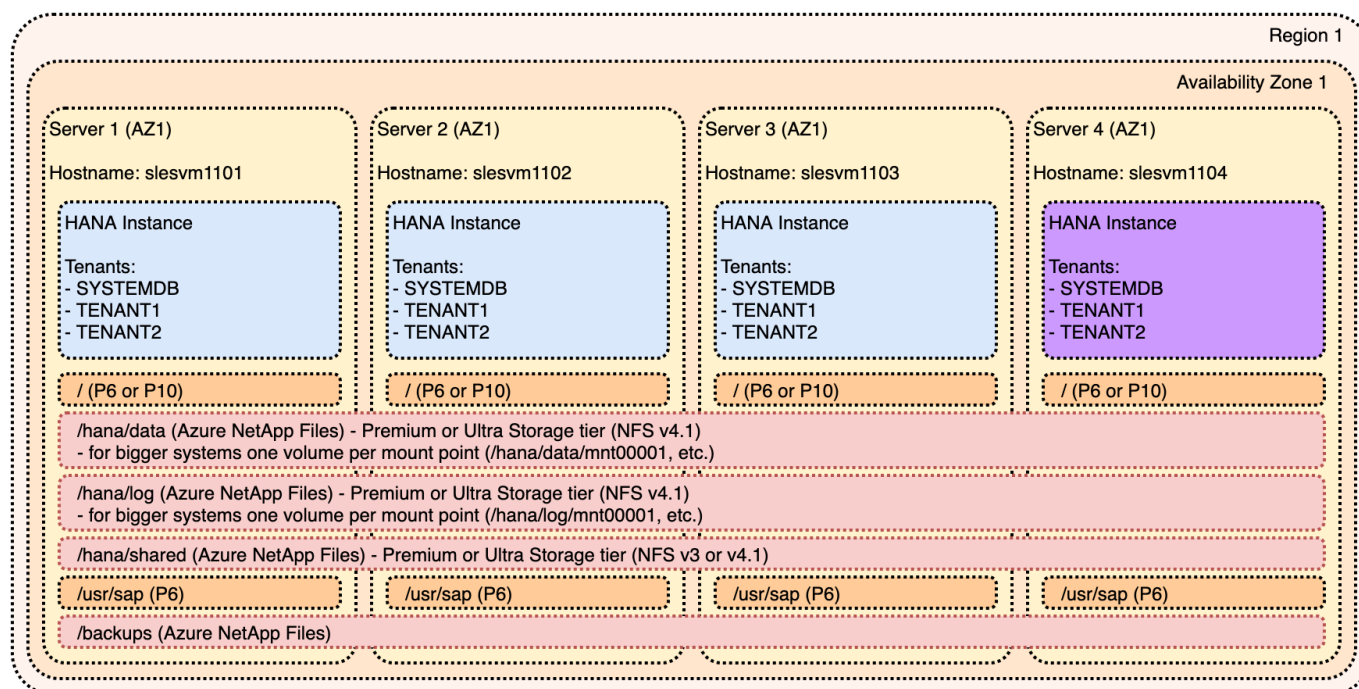 Region 1
Availability Zone 1
Server 1 (AZ1)
Hostname: slesvm1101
HANA Instance
Tenants:
- SYSTEMDB
- TENANT1
- TENANT2
/ (P6 or P10)
Server 2 (AZ1)
Hostname: slesvm1102
HANA Instance
Tenants:
- SYSTEMDB
- TENANT1
- TENANT2
/ (P6 or P10)
Server 3 (AZ1)
Hostname: slesvm1103
HANA Instance
Tenants:
- SYSTEMDB
- TENANT1
- TENANT2
/ (P6 or P10)
Server 4 (AZ1)
Hostname: slesvm1104
HANA Instance
Tenants:
- SYSTEMDB
- TENANT1
- TENANT2
/ (P6 or P10)
/hana/data (Azure NetApp Files) - Premium or Ultra Storage tier (NFS v4.1)
- for bigger systems one volume per mount point (/hana/data/mnt00001, etc.)
/hana/log (Azure NetApp Files) - Premium or Ultra Storage tier (NFS v4.1)
- for bigger systems one volume per mount point (/hana/log/mnt00001, etc.)
/hana/shared (Azure NetApp Files) - Premium or Ultra Storage tier (NFS v3 or v4.1)
/usr/sap (P6)
/usr/sap (P6)
/usr/sap (P6)
/usr/sap (P6)
/backups (Azure NetApp Files)